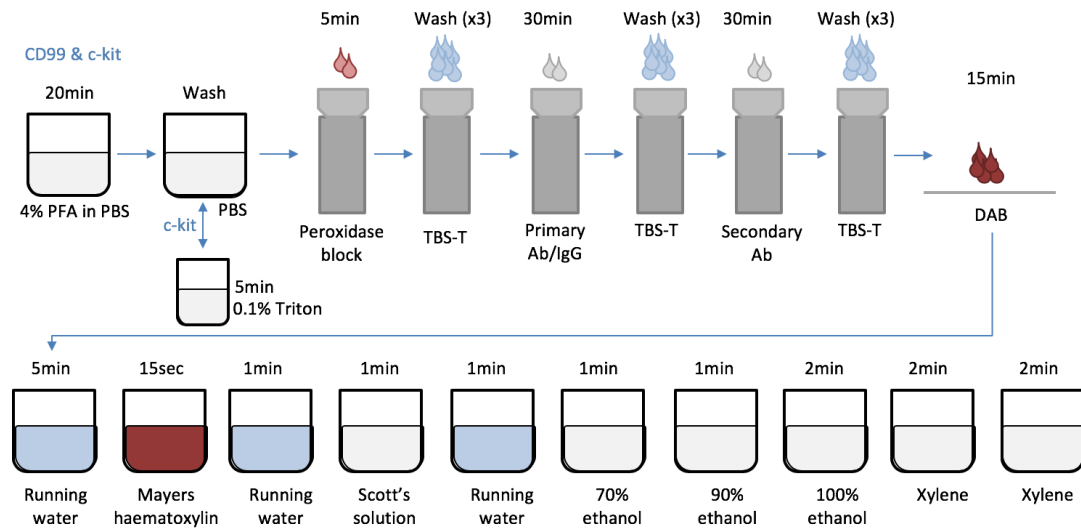 CD99 & c-kit
5min
Wash (x3)
30min
Wash (x3)
30min
Wash (x3)
20min
Wash
15min
4% PFA in PBS
PBS
c-kit
5min
0.1% Triton
Peroxidase
block
TBS-T
Primary
Ab/IgG
TBS-T
Secondary
Ab
TBS-T
DAB
5min
15sec
1min
1min
1min
1min
1min
2min
2min
2min
Running
water
Mayers
haematoxylin
Running
water
Scott's
solution
Running
water
70%
ethanol
90%
ethanol
100%
ethanol
Xylene
Xylene